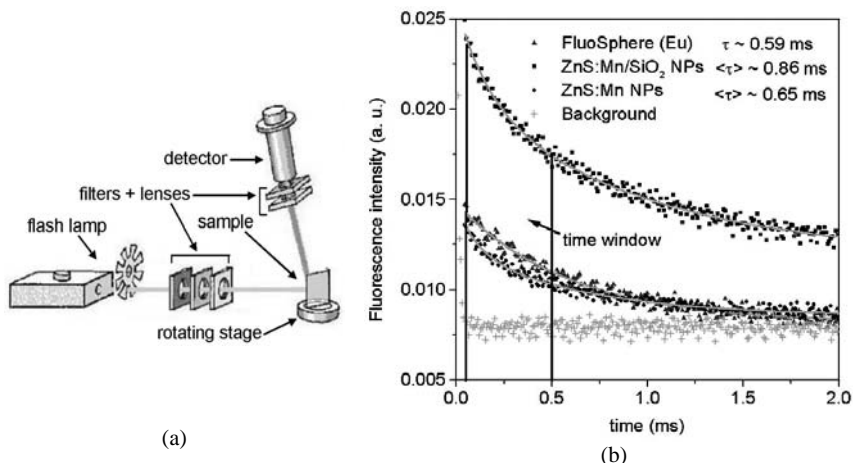 detector
filters + lenses
sample
flash lamp
rotating stage
(a)
Fluorescence intensity (a. u.)
0.025
0.020
0.015
0.010
0.005
FluoSphere (Eu) τ ~ 0.59 ms
ZnS:Mn/SiO₂ NPs <τ> ~ 0.86 ms
ZnS:Mn NPs <τ> ~ 0.65 ms
Background
time window
0.0 0.5 1.0 1.5 2.0
time (ms)
(b)